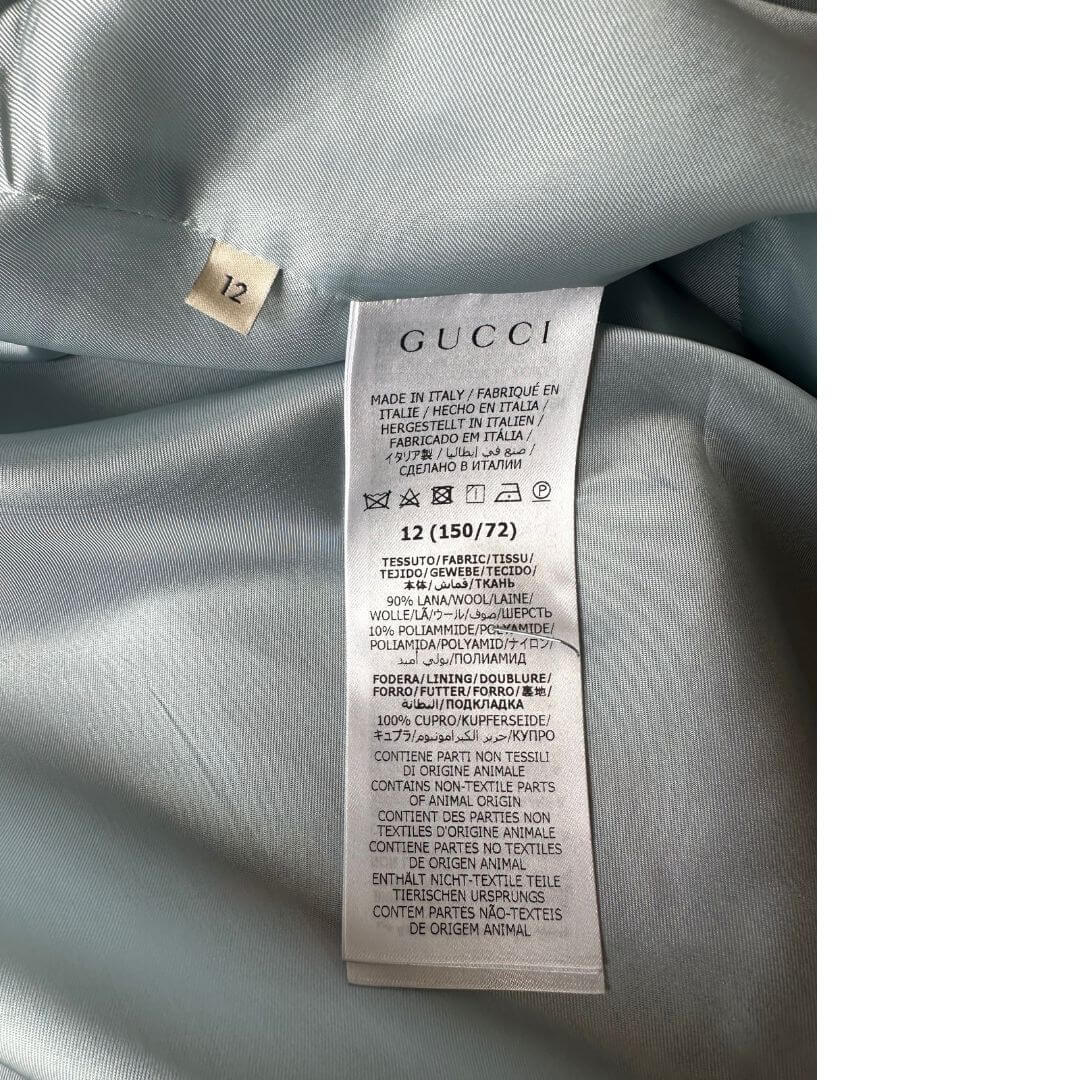 12
GUCCI
MADE IN ITALY / FABRIQUÉ EN
ITALIE / HECHO EN ITALIA /
HERGESTELLT IN ITALIEN /
FABRICADO EM ITÁLIA /
イタリア製 / صنع في إيطاليا /
СДЕЛАНО В ИТАЛИИ
12 (150/72)
TESSUTO/FABRIC/TISSU/
TEJIDO/GEWEBE/TECIDO/
本体/قماش/ТКАНЬ
90% LANA/WOOL/LAINE/
WOLLE/LÃ/ウール/صوف/ШЕРСТЬ
10% POLIAMMIDE/POLYAMIDE/
POLIAMIDA/POLYAMID/ナイロン/
بولي أميد/ПОЛИАМИД
FODERA/LINING/DOUBLURE/
FORRO/FUTTER/FORRO/裏地/
البطانة/ПОДКЛАДКА
100% CUPRO/KUPFERSEIDE/
キュプラ/حرير الكبرامونيوم/КУПРО
CONTIENE PARTI NON TESSILI
DI ORIGINE ANIMALE
CONTAINS NON-TEXTILE PARTS
OF ANIMAL ORIGIN
CONTIENT DES PARTIES NON
TEXTILES D'ORIGINE ANIMALE
CONTIENE PARTES NO TEXTILES
DE ORIGEN ANIMAL
ENTHÄLT NICHT-TEXTILE TEILE
TIERISCHEN URSPRUNGS
CONTEM PARTES NÃO-TEXTEIS
DE ORIGEM ANIMAL